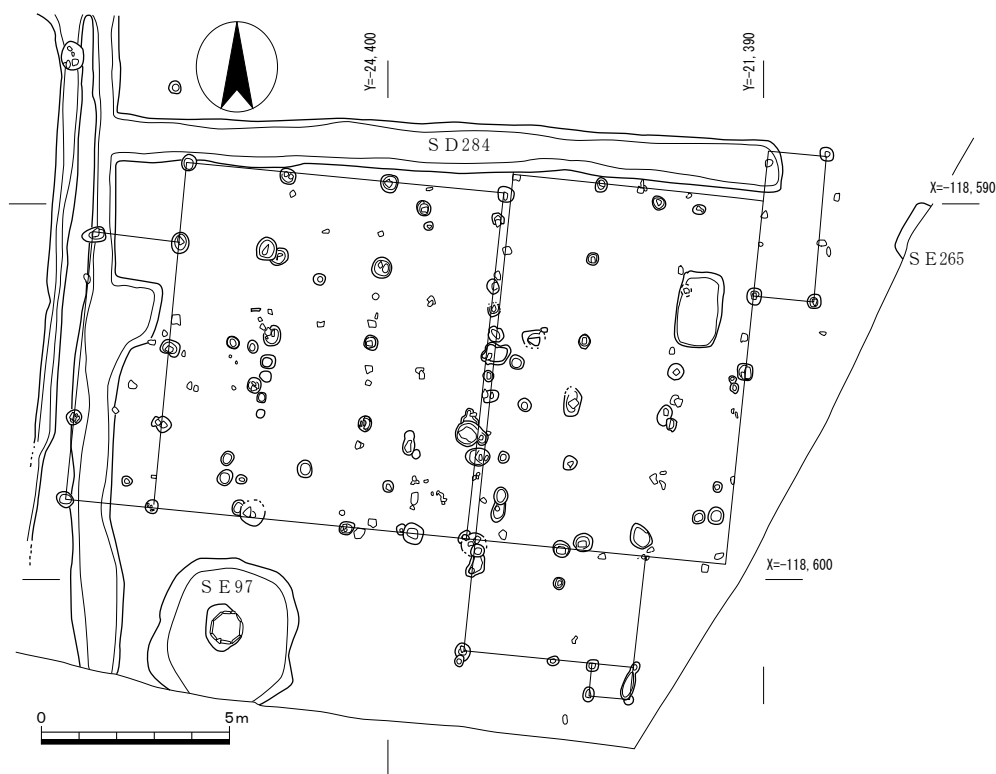 Y=-24,400
Y=-21,390
SD284
X=-118,590
SE265
X=-118,600
SE97
0 5m